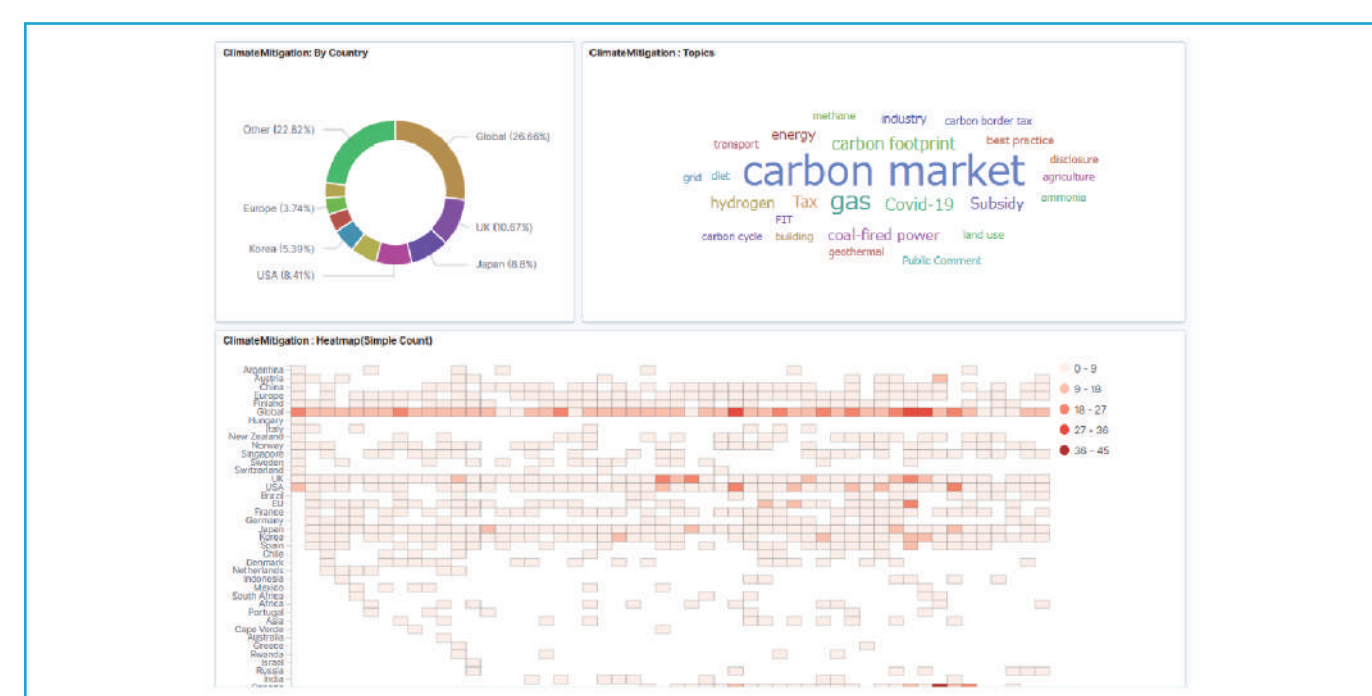 ClimateMitigation: By Country
Other (22.82%)
Global (26.66%)
Europe (3.74%)
UK (10.67%)
Korea (5.39%)
Japan (8.8%)
USA (8.41%)
ClimateMitigation : Topics
methane industry carbon border tax
transport energy carbon footprint best practice
disclosure
grid diet carbon market agriculture
hydrogen Tax gas Covid-19 Subsidy ammonia
FIT
carbon cycle building coal-fired power land use
geothermal Public Comment
ClimateMitigation : Heatmap(Simple Count)
Argentina
Austria
China
Europe
Finland
Global
Hungary
Italy
New Zealand
Norway
Singapore
Sweden
Switzerland
UK
USA
Brazil
EU
France
Germany
Japan
Korea
Spain
Chile
Denmark
Netherlands
Indonesia
Mexico
South Africa
Africa
Portugal
Asia
Cape Verde
Australia
Greece
Rwanda
Israel
Russia
India
Canada
0 - 9
9 - 18
18 - 27
27 - 36
36 - 45